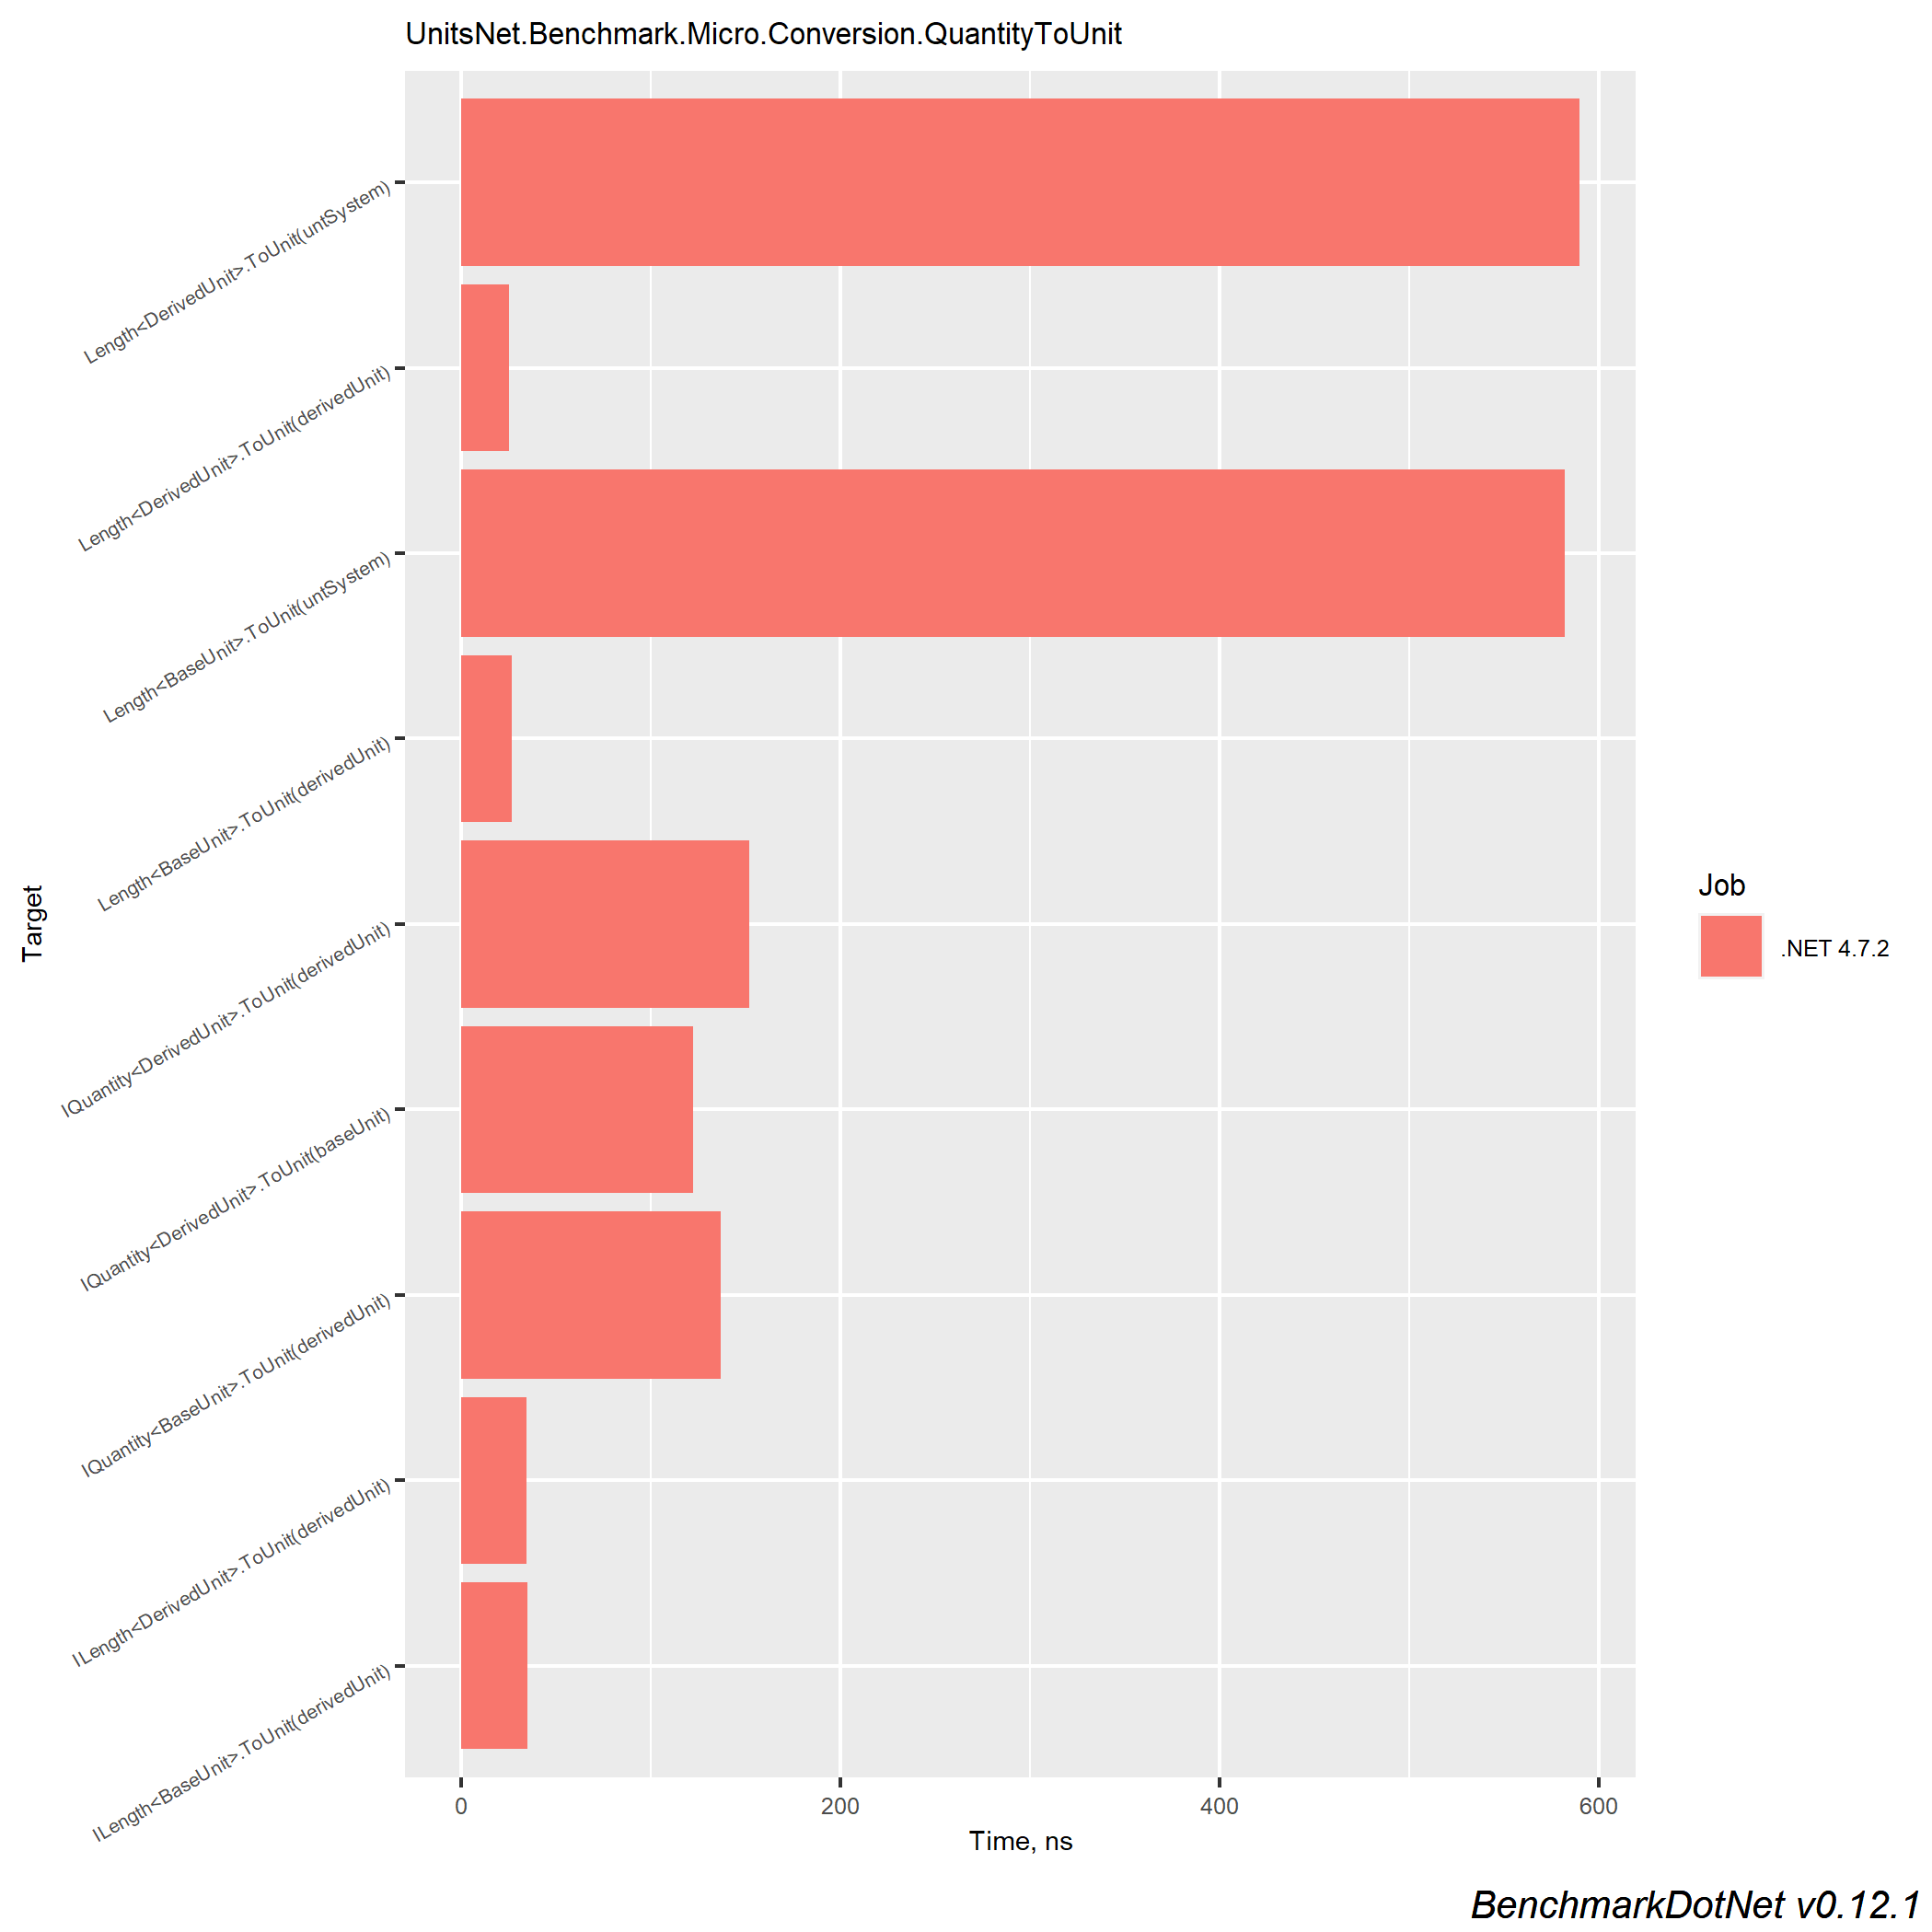 UnitsNet.Benchmark.Micro.Conversion.QuantityToUnit
Length<DerivedUnit>.ToUnit(untSystem)
Length<DerivedUnit>.ToUnit(derivedUnit)
Length<BaseUnit>.ToUnit(untSystem)
Length<BaseUnit>.ToUnit(derivedUnit)
IQuantity<DerivedUnit>.ToUnit(derivedUnit)
IQuantity<DerivedUnit>.ToUnit(baseUnit)
IQuantity<BaseUnit>.ToUnit(derivedUnit)
ILength<DerivedUnit>.ToUnit(derivedUnit)
ILength<BaseUnit>.ToUnit(derivedUnit)
Target
0 200 400 600
Time, ns
Job
.NET 4.7.2
BenchmarkDotNet v0.12.1